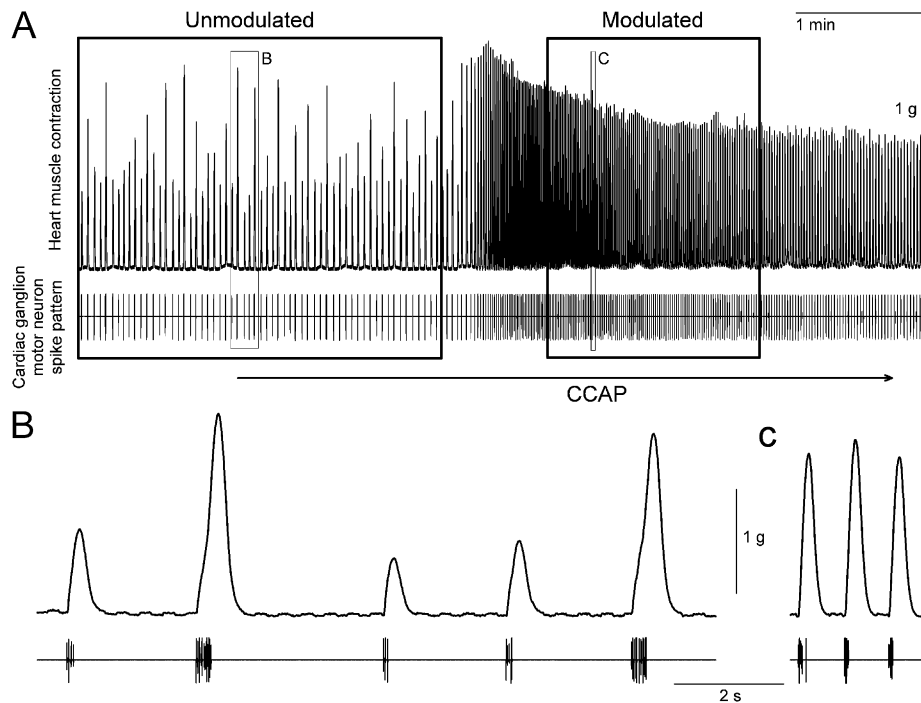 A
Unmodulated
Modulated
1 min
B
C
1 g
Heart muscle contraction
Cardiac ganglion
motor neuron
spike pattern
CCAP
B
C
1 g
2 s